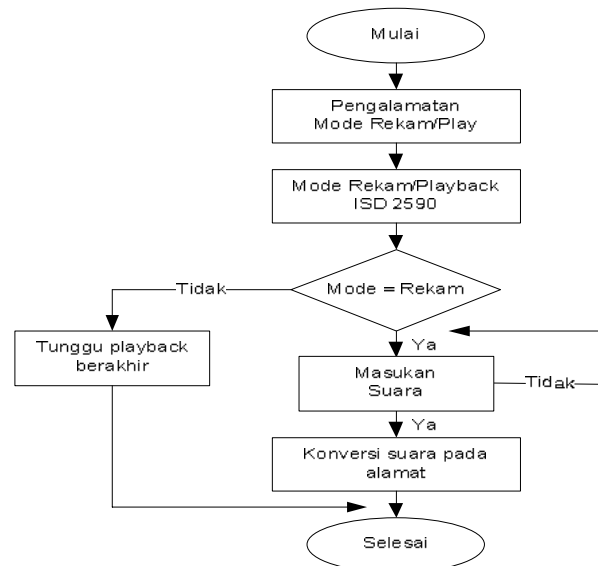 Mulai
Pengalamatan
Mode Rekam/Play
Mode Rekam/Playback
ISD 2590
Mode = Rekam
Tidak
Ya
Tunggu playback
berakhir
Masukan
Suara
Tidak
Ya
Konversi suara pada
alamat
Selesai